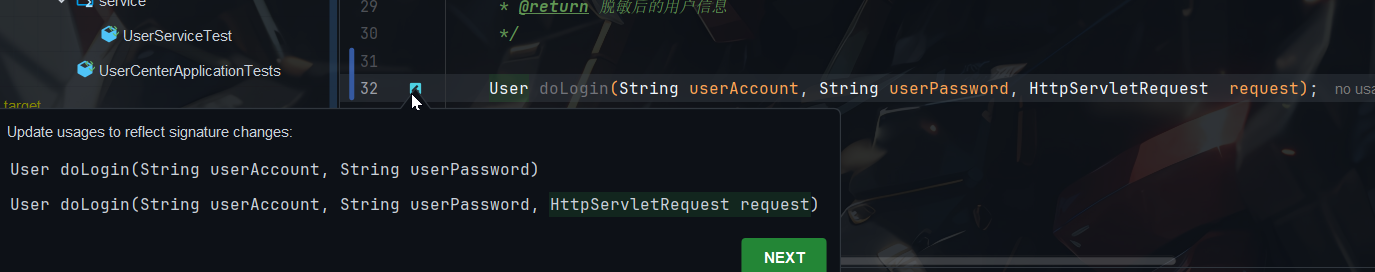 service
UserServiceTest
UserCenterApplicationTests
target
29 * @return 脱敏后的用户信息
30 */
31
32 User doLogin(String userAccount, String userPassword, HttpServletRequest request); no usa
Update usages to reflect signature changes:
User doLogin(String userAccount, String userPassword)
User doLogin(String userAccount, String userPassword, HttpServletRequest request)
NEXT